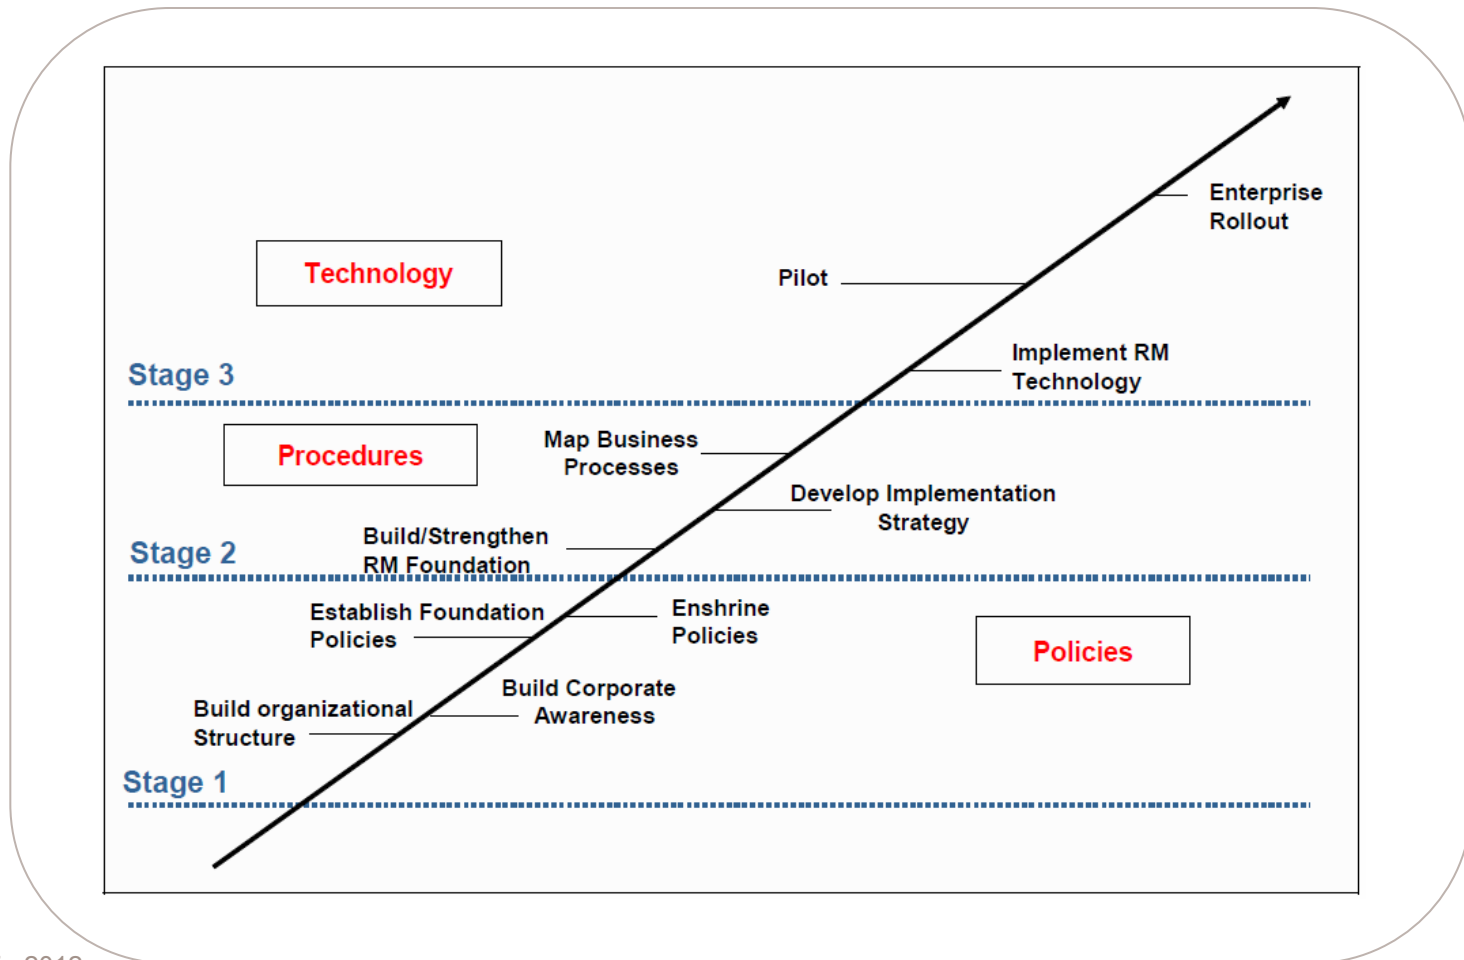 Enterprise
Rollout
Technology
Pilot
Implement RM
Technology
Stage 3
Procedures
Map Business
Processes
Develop Implementation
Strategy
Build/Strengthen
RM Foundation
Stage 2
Establish Foundation
Policies
Enshrine
Policies
Policies
Build Corporate
Awareness
Build organizational
Structure
Stage 1